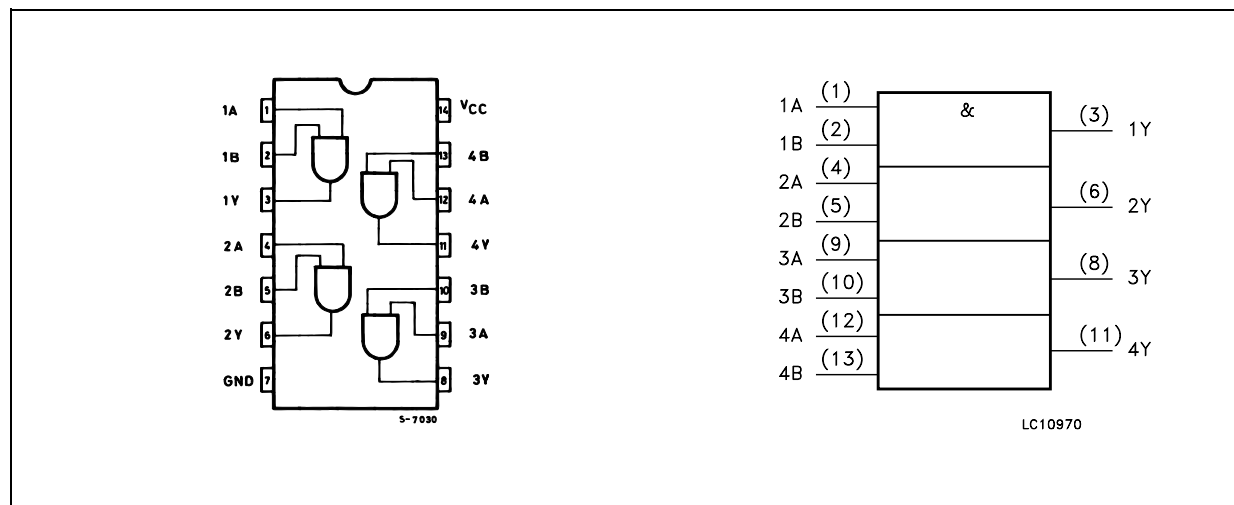 1A 1 14 VCC
1B 2 13 4B
1Y 3 12 4A
2A 4 11 4Y
2B 5 10 3B
2Y 6 9 3A
GND 7 8 3Y
S-7030
1A (1) & (3) 1Y
1B (2)
2A (4) (6) 2Y
2B (5)
3A (9) (8) 3Y
3B (10)
4A (12) (11) 4Y
4B (13)
LC10970